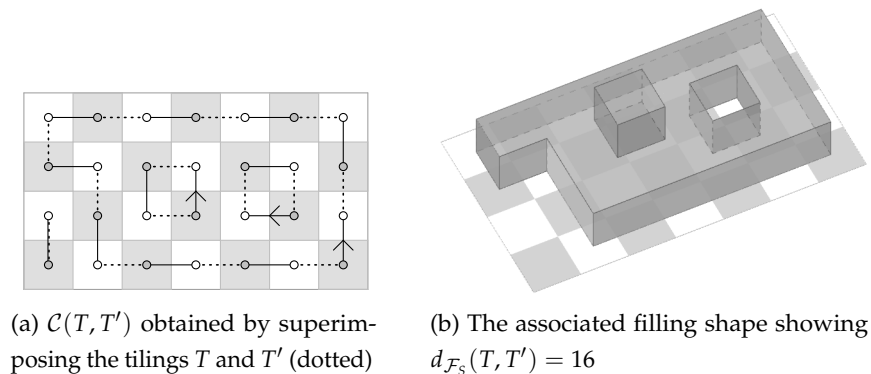 (a) C(T, T′) obtained by superim-
posing the tilings T and T′ (dotted)
(b) The associated filling shape showing
d_{F_S}(T, T′) = 16